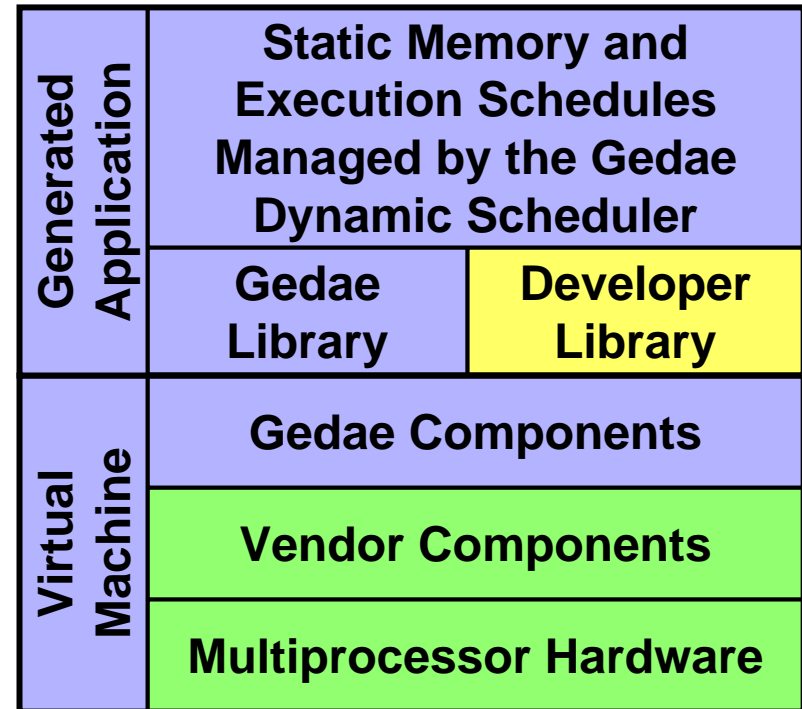 Generated
Application
Static Memory and
Execution Schedules
Managed by the Gedae
Dynamic Scheduler
Gedae
Library
Developer
Library
Virtual
Machine
Gedae Components
Vendor Components
Multiprocessor Hardware